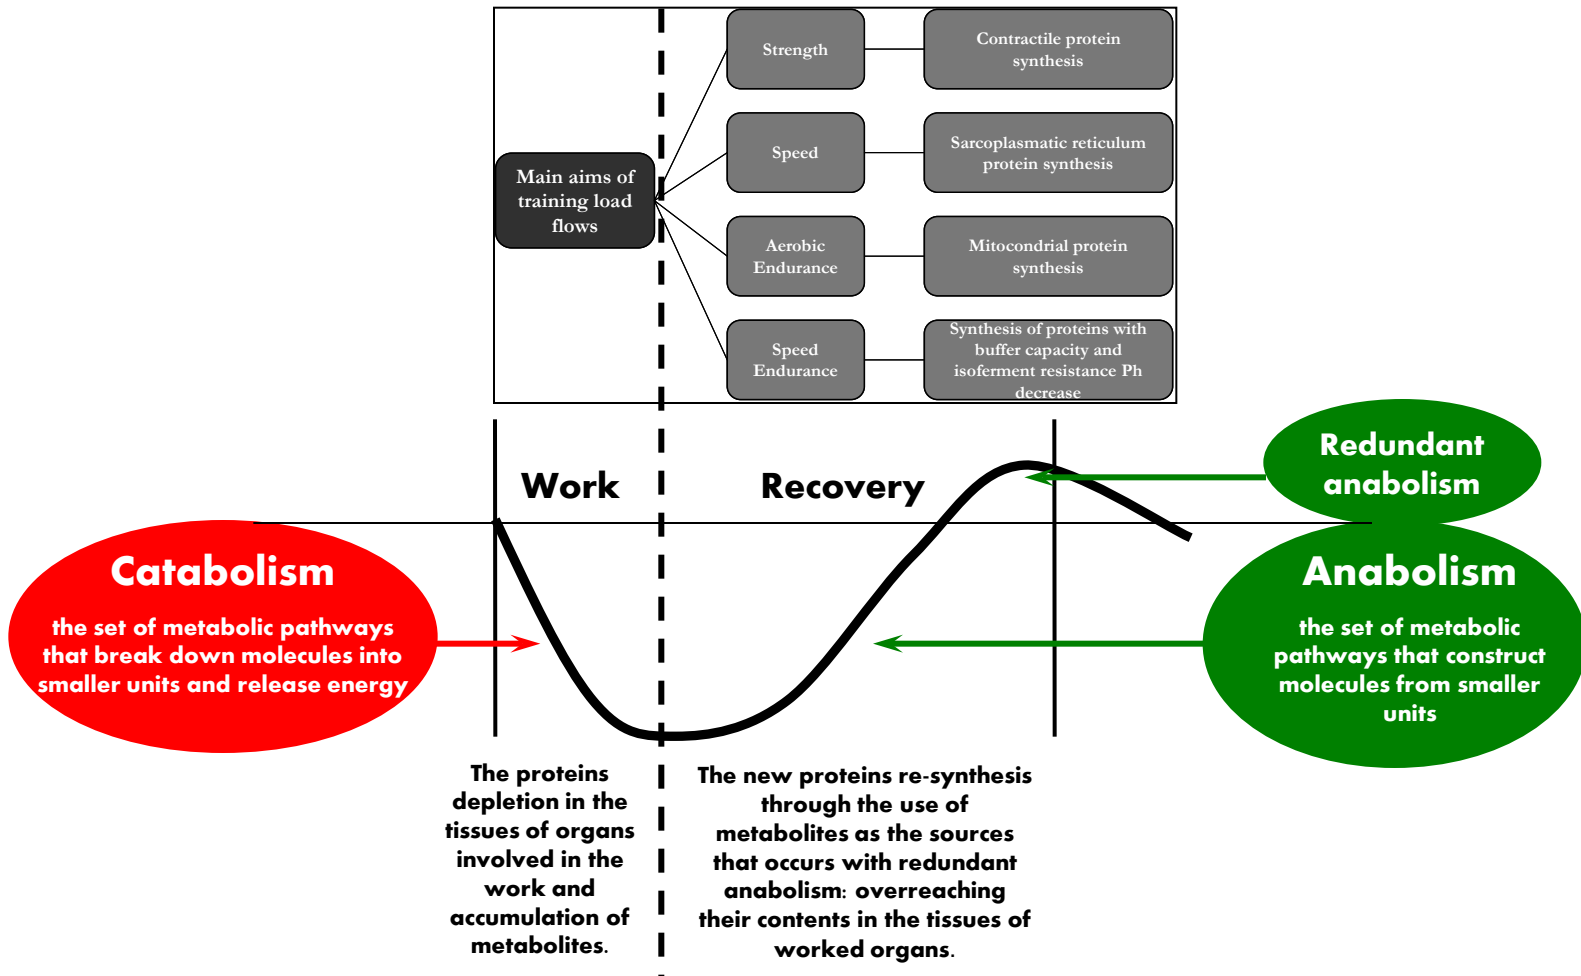 Strength
Contractile protein
synthesis
Speed
Sarcoplasmatic reticulum
protein synthesis
Main aims of
training load
flows
Aerobic
Endurance
Mitocondrial protein
synthesis
Speed
Endurance
Synthesis of proteins with
buffer capacity and
isoferment resistance Ph
decrease
Work
Recovery
Redundant
anabolism
Catabolism
the set of metabolic pathways
that break down molecules into
smaller units and release energy
Anabolism
the set of metabolic
pathways that construct
molecules from smaller
units
The proteins
depletion in the
tissues of organs
involved in the
work and
accumulation of
metabolites.
The new proteins re-synthesis
through the use of
metabolites as the sources
that occurs with redundant
anabolism: overreaching
their contents in the tissues of
worked organs.